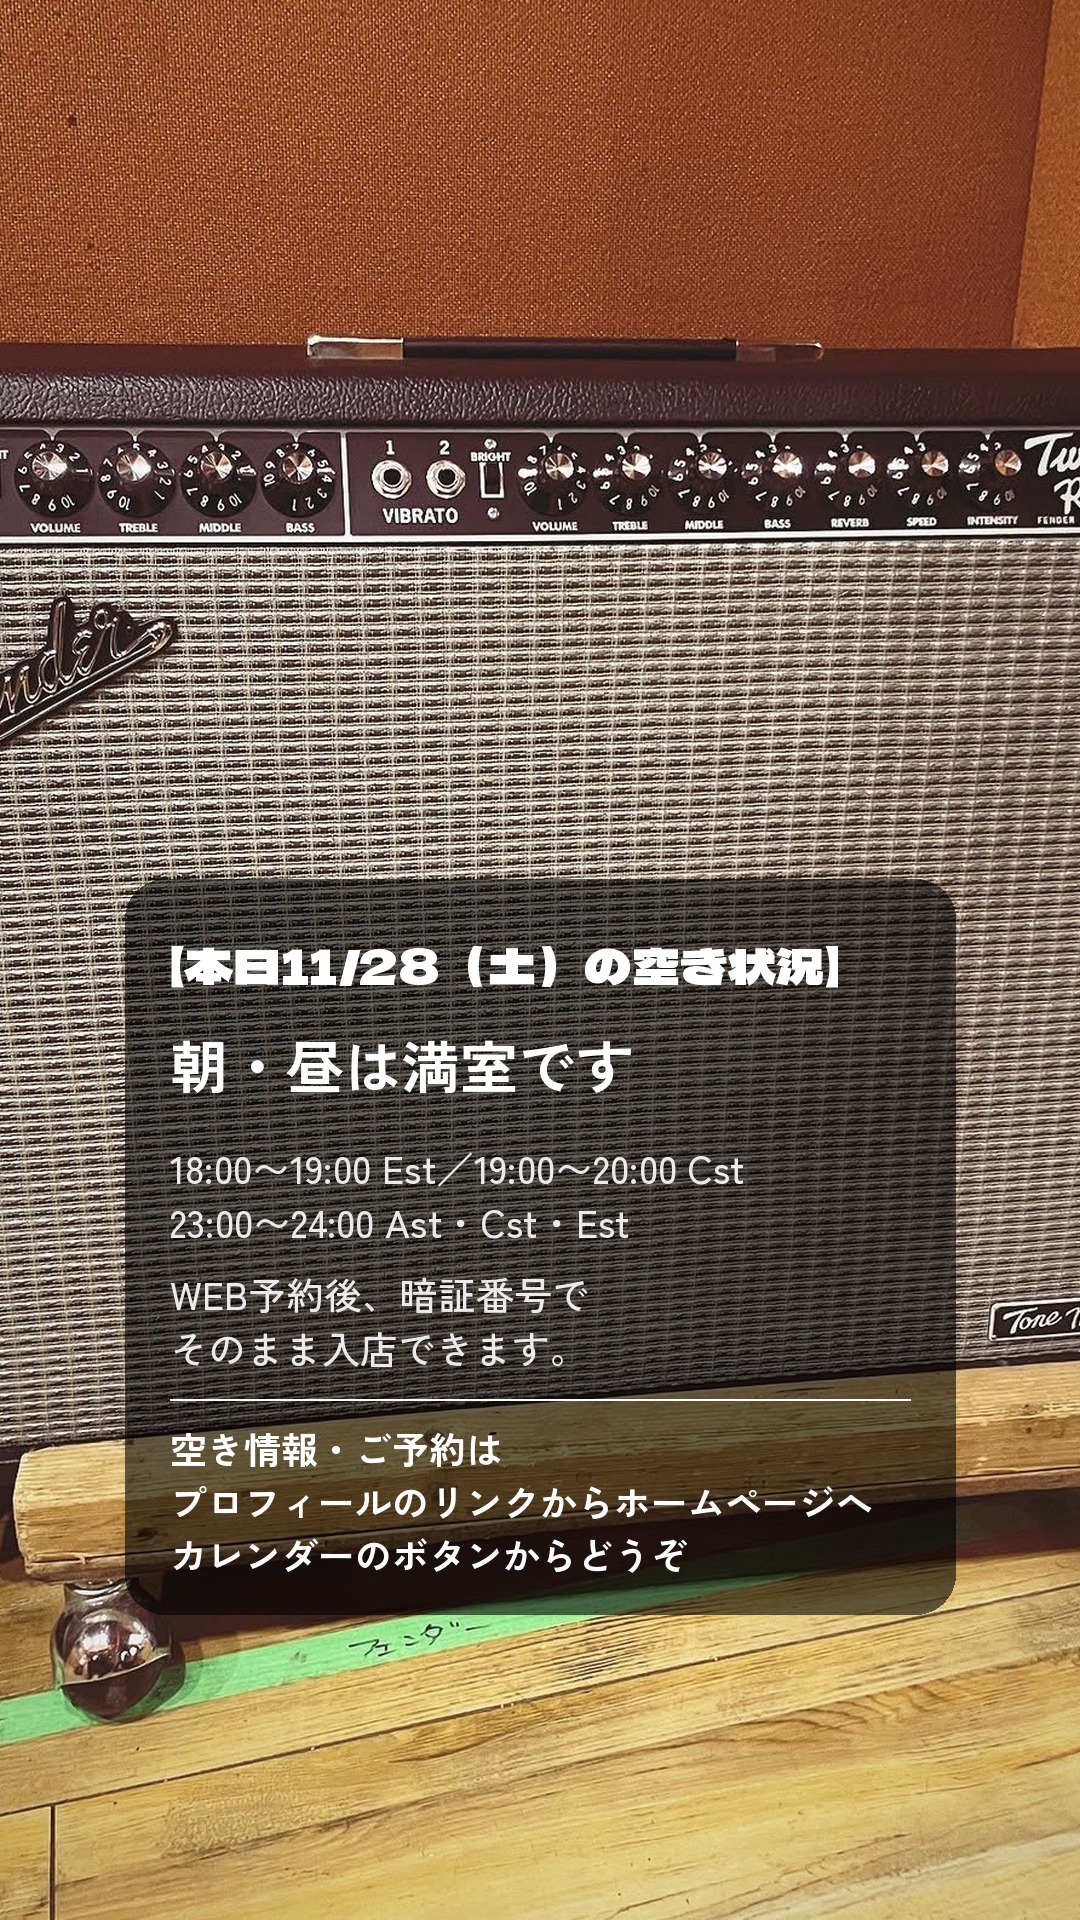 1 2 BRIGHT
VOLUME TREBLE MIDDLE BASS VIBRATO VOLUME TREBLE MIDDLE BASS REVERB SPEED INTENSITY FENDER
【本日11/28（土）の空き状況】
朝・昼は満室です
18:00〜19:00 Est／19:00〜20:00 Cst
23:00〜24:00 Ast・Cst・Est
WEB予約後、暗証番号で
そのまま入店できます。
Tone
空き情報・ご予約は
プロフィールのリンクからホームページへ
カレンダーのボタンからどうぞ
フェンダー